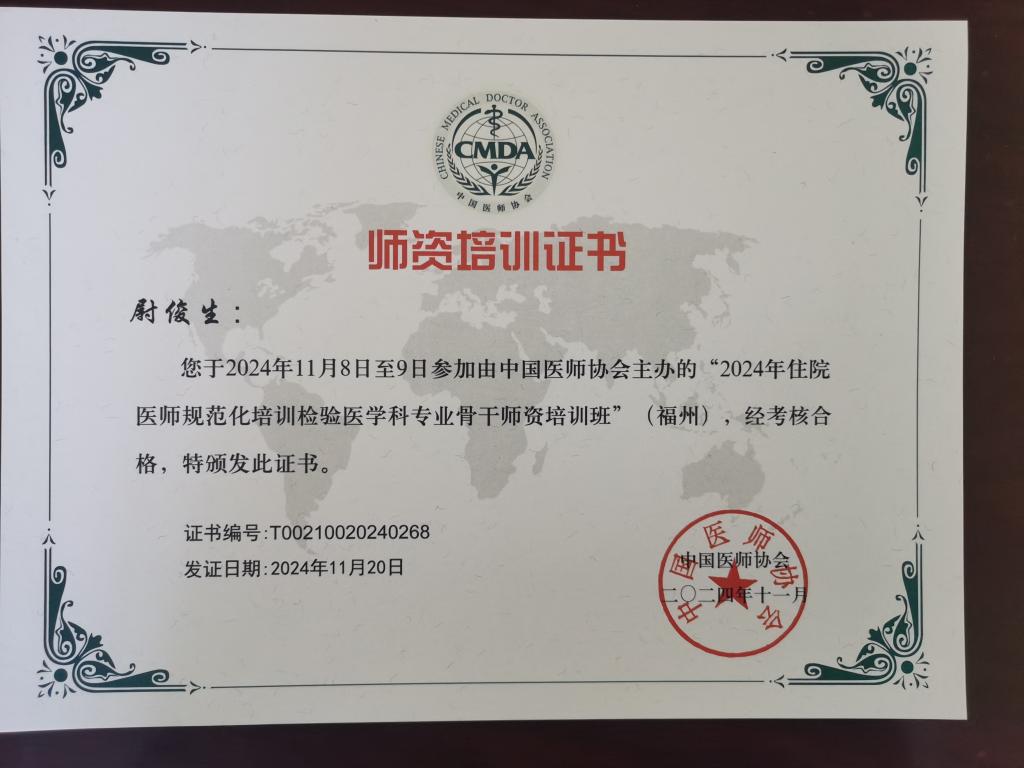 CHINESE MEDICAL DOCTOR ASSOCIATION
CMDA
中国医师协会
师资培训证书
尉俊生：
您于2024年11月8日至9日参加由中国医师协会主办的“2024年住院
医师规范化培训检验医学科专业骨干师资培训班”（福州），经考核合
格，特颁发此证书。
证书编号:T00210020240268
发证日期:2024年11月20日
中国医师协会
二〇二四年十一月
中国医师协会